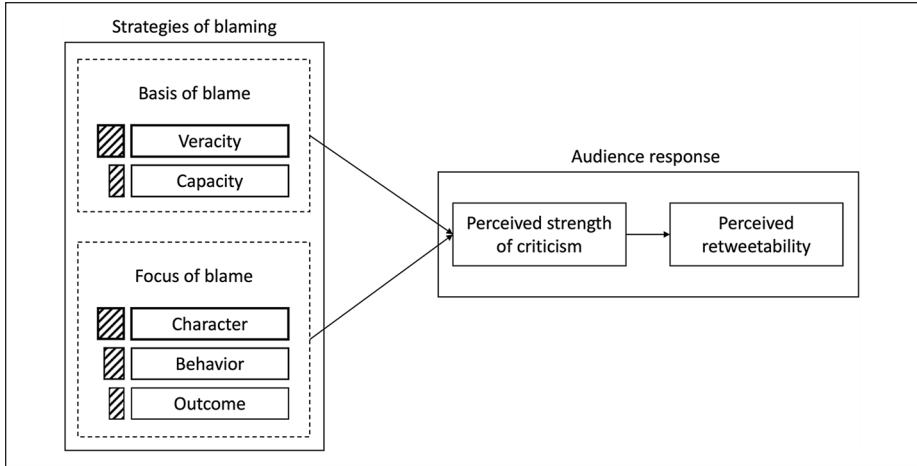 Strategies of blaming
Basis of blame
Veracity
Capacity
Focus of blame
Character
Behavior
Outcome
Audience response
Perceived strength
of criticism
Perceived
retweetability